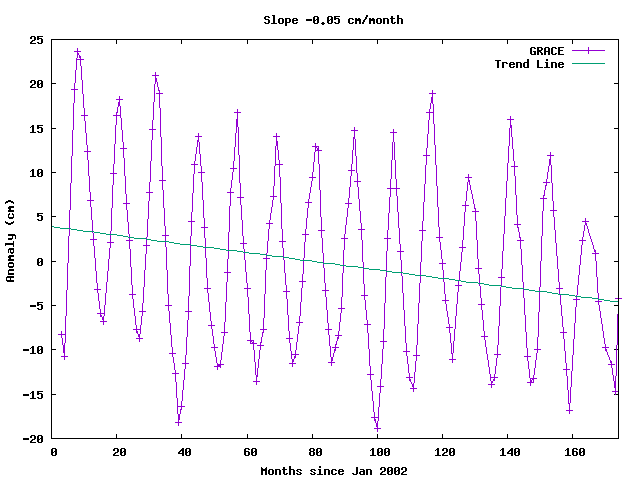 Slope -0.05 cm/month
GRACE
Trend Line
25
20
15
10
5
0
-5
-10
-15
-20
Anomaly (cm)
0 20 40 60 80 100 120 140 160
Months since Jan 2002